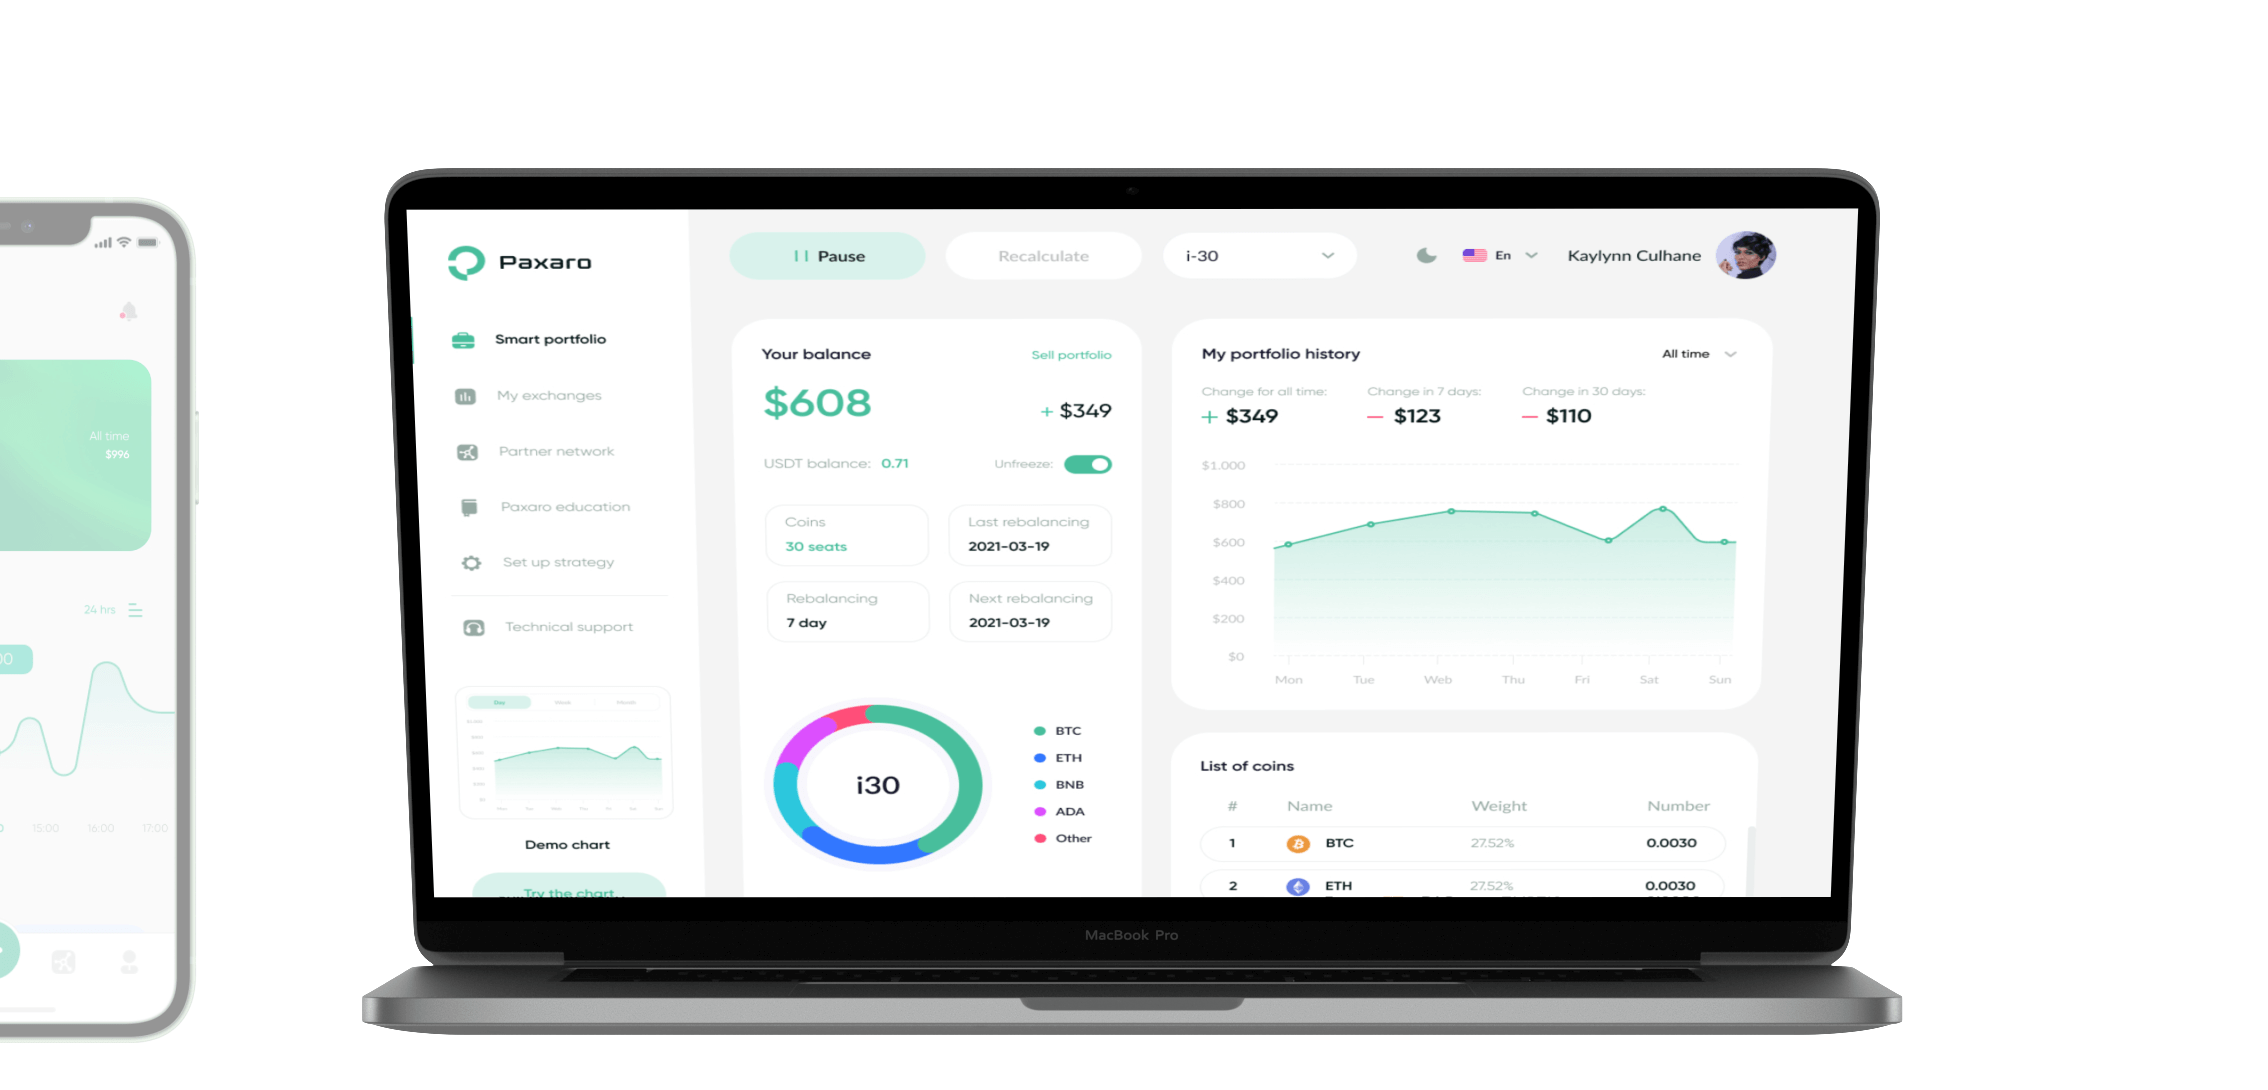 All time
$996
24 hrs
15:00 16:00 17:00
Paxaro
Smart portfolio
My exchanges
Partner network
Paxaro education
Set up strategy
Technical support
Day
Demo chart
Try the chart
Pause
Recalculate
i-30
En
Kaylynn Culhane
Your balance
Sell portfolio
$608
+ $349
USDT balance: 0.71
Unfreeze:
Coins
30 seats
Last rebalancing
2021-03-19
Rebalancing
7 day
Next rebalancing
2021-03-19
i30
BTC
ETH
BNB
ADA
Other
My portfolio history
All time
Change for all time:
+ $349
Change in 7 days:
— $123
Change in 30 days:
— $110
$1.000
$800
$600
$400
$200
$0
Mon Tue Web Thu Fri Sat Sun
List of coins
# Name Weight Number
1 BTC 27.52% 0.0030
2 ETH 27.52% 0.0030
MacBook Pro